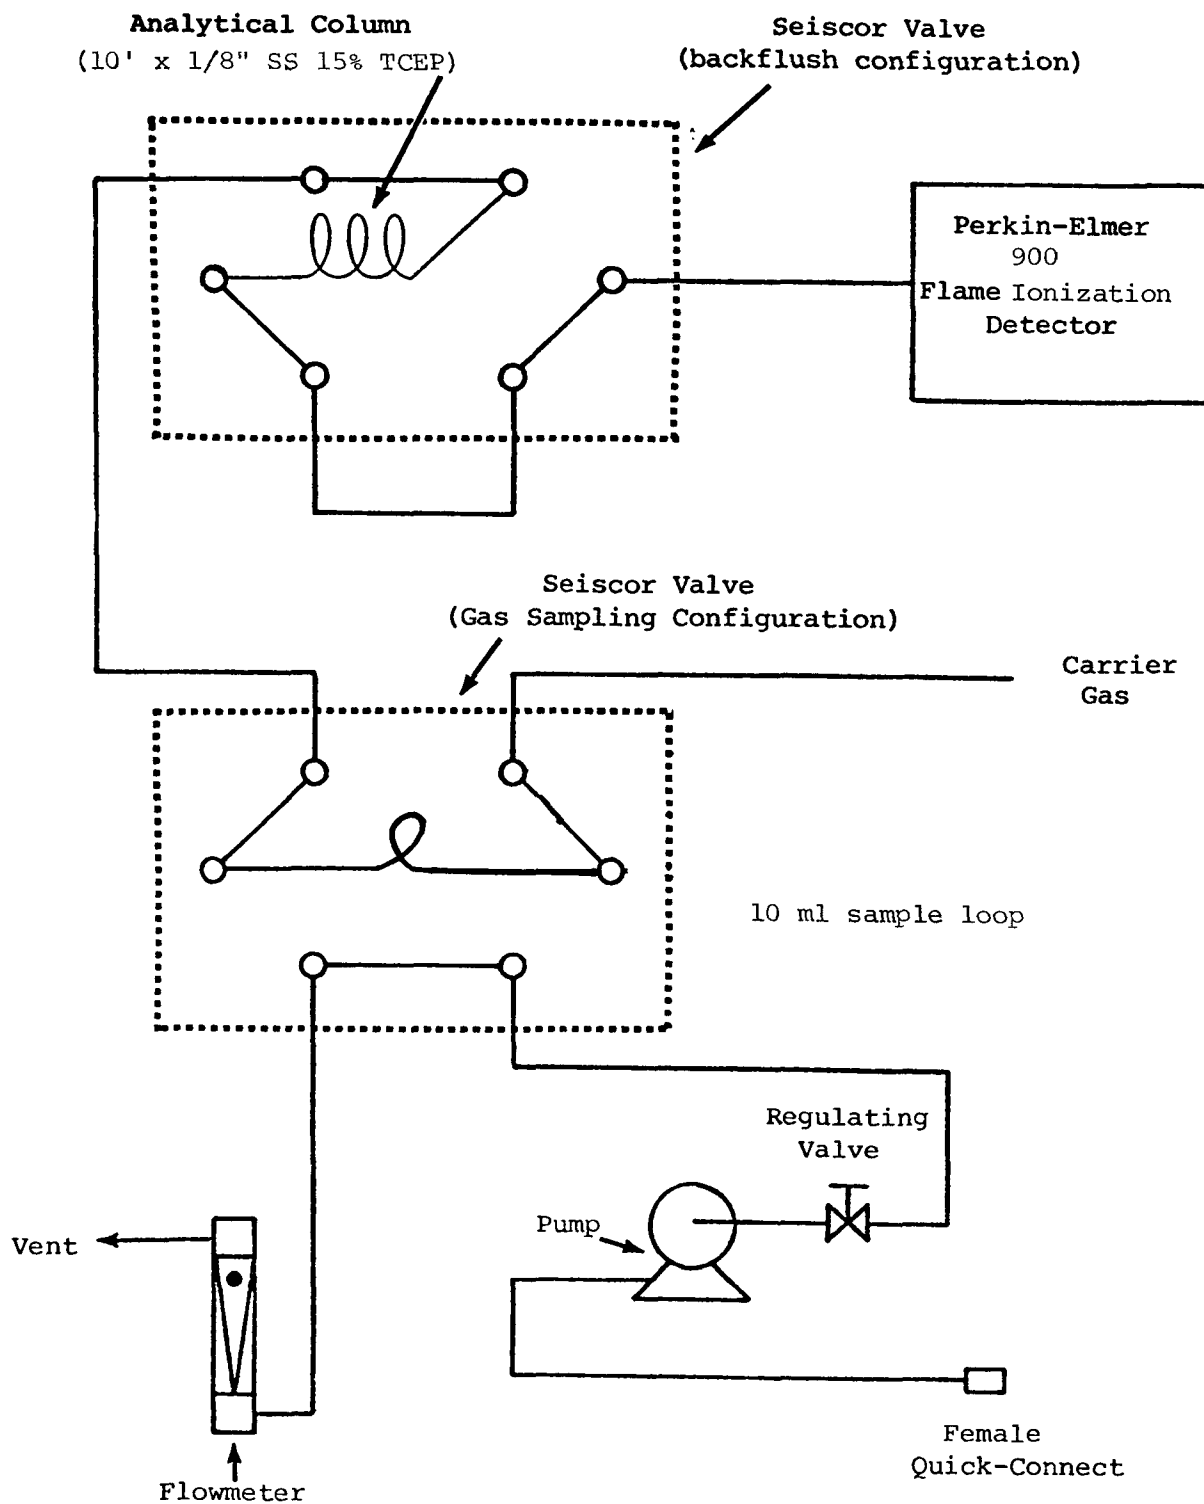 Analytical Column
(10' x 1/8" SS 15% TCEP)
Seiscor Valve
(backflush configuration)
Perkin-Elmer
900
Flame Ionization
Detector
Seiscor Valve
(Gas Sampling Configuration)
Carrier
Gas
10 ml sample loop
Regulating
Valve
Pump
Vent
Female
Quick-Connect
Flowmeter